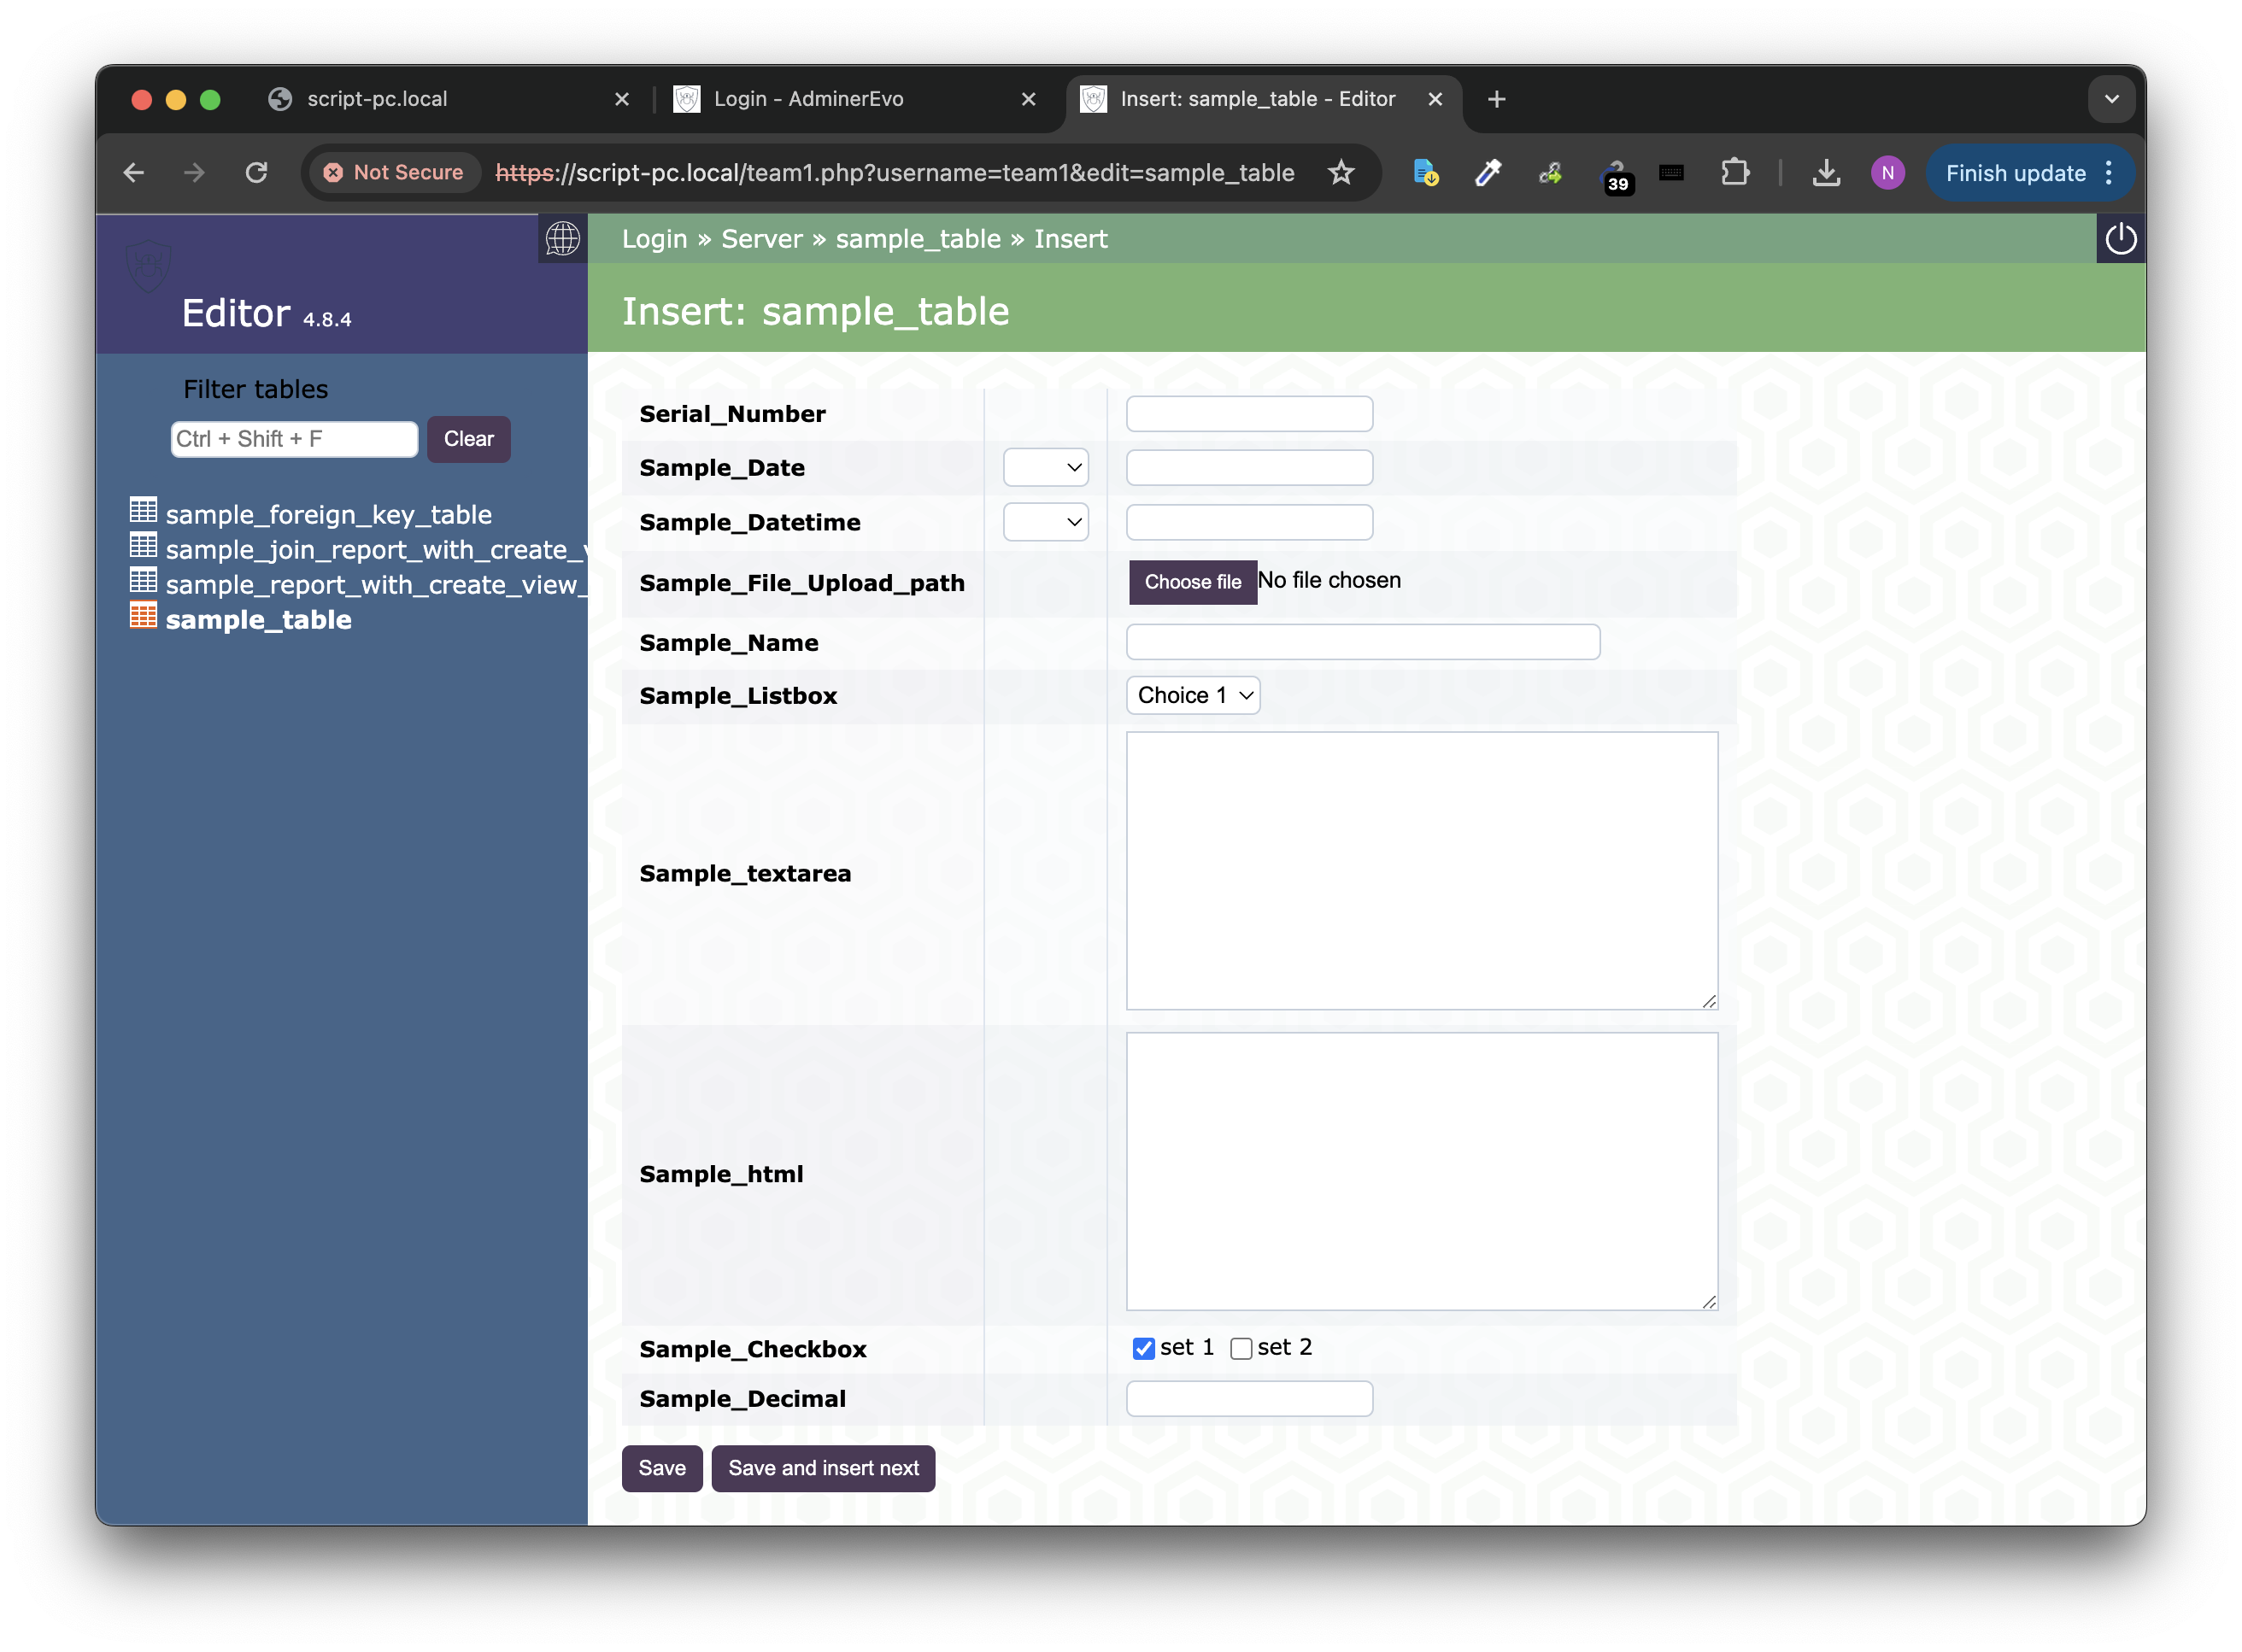 script-pc.local
Login - AdminerEvo
Insert: sample_table - Editor
Not Secure https://script-pc.local/team1.php?username=team1&edit=sample_table 39 N Finish update
Login » Server » sample_table » Insert
Editor 4.8.4
Insert: sample_table
Filter tables
Ctrl + Shift + F Clear
sample_foreign_key_table
sample_join_report_with_create_
sample_report_with_create_view_
sample_table
Serial_Number
Sample_Date
Sample_Datetime
Sample_File_Upload_path Choose file No file chosen
Sample_Name
Sample_Listbox Choice 1
Sample_textarea
Sample_html
Sample_Checkbox set 1 set 2
Sample_Decimal
Save Save and insert next